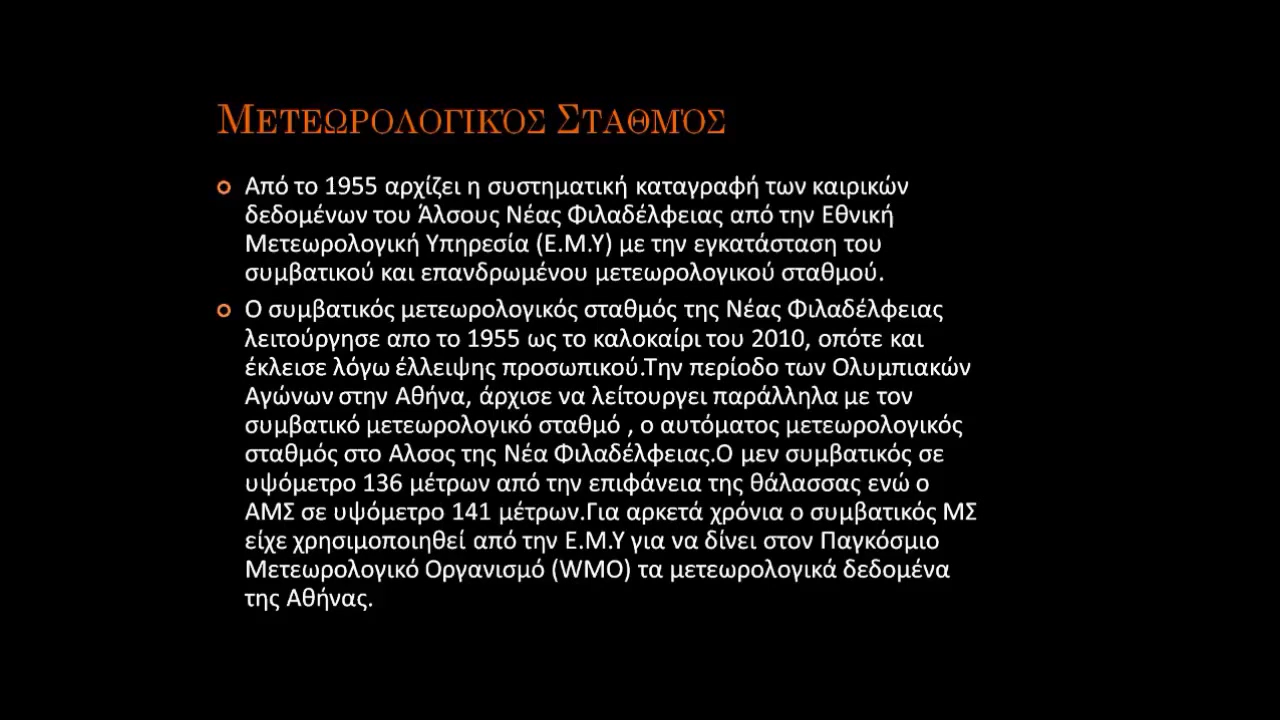 Μετεωρολογικός Σταθμός
Από το 1955 αρχίζει η συστηματική καταγραφή των καιρικών
δεδομένων του Άλσους Νέας Φιλαδέλφειας από την Εθνική
Μετεωρολογική Υπηρεσία (Ε.Μ.Υ) με την εγκατάσταση του
συμβατικού και επανδρωμένου μετεωρολογικού σταθμού.
Ο συμβατικός μετεωρολογικός σταθμός της Νέας Φιλαδέλφειας
λειτούργησε απο το 1955 ως το καλοκαίρι του 2010, οπότε και
έκλεισε λόγω έλλειψης προσωπικού.Την περίοδο των Ολυμπιακών
Αγώνων στην Αθήνα, άρχισε να λείτουργει παράλληλα με τον
συμβατικό μετεωρολογικό σταθμό , ο αυτόματος μετεωρολογικός
σταθμός στο Αλσος της Νέα Φιλαδέλφειας.Ο μεν συμβατικός σε
υψόμετρο 136 μέτρων από την επιφάνεια της θάλασσας ενώ ο
ΑΜΣ σε υψόμετρο 141 μέτρων.Για αρκετά χρόνια ο συμβατικός ΜΣ
είχε χρησιμοποιηθεί από την Ε.Μ.Υ για να δίνει στον Παγκόσμιο
Μετεωρολογικό Οργανισμό (WMO) τα μετεωρολογικά δεδομένα
της Αθήνας.